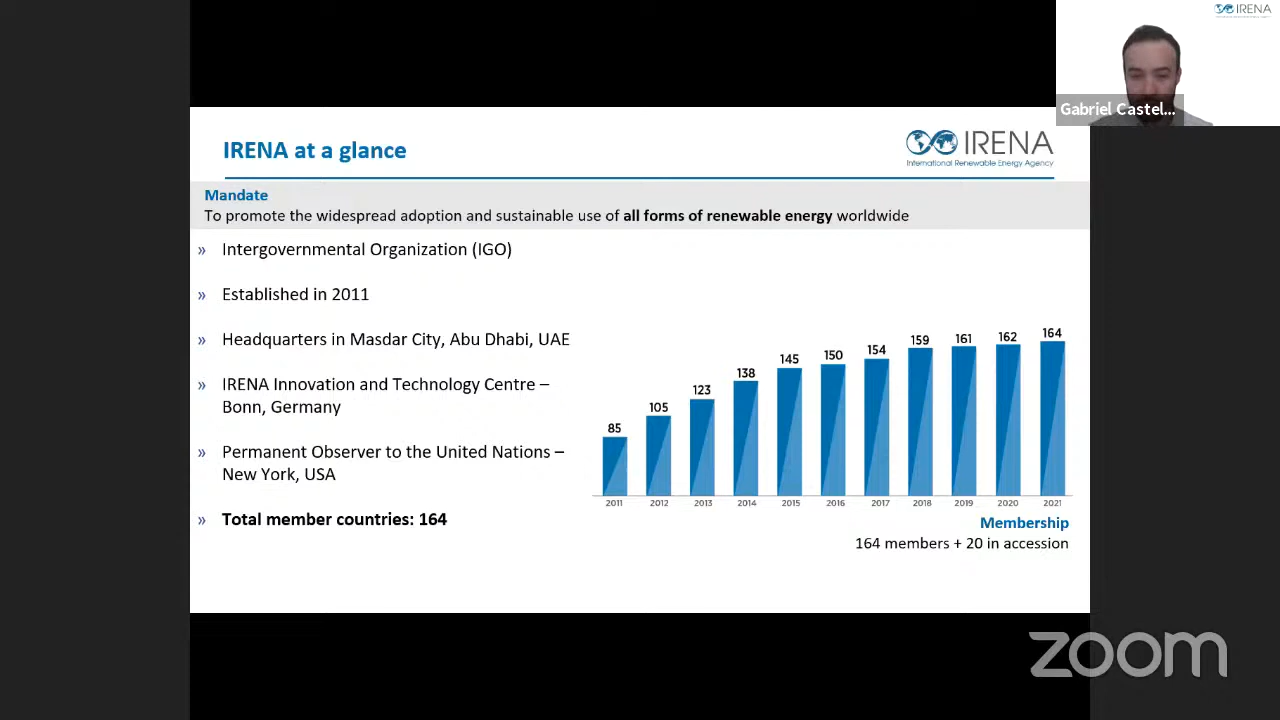 IRENA
Gabriel Castel...
IRENA at a glance
IRENA
International Renewable Energy Agency
Mandate
To promote the widespread adoption and sustainable use of all forms of renewable energy worldwide
» Intergovernmental Organization (IGO)
» Established in 2011
» Headquarters in Masdar City, Abu Dhabi, UAE
» IRENA Innovation and Technology Centre –
Bonn, Germany
» Permanent Observer to the United Nations –
New York, USA
» Total member countries: 164
85 105 123 138 145 150 154 159 161 162 164
2011 2012 2013 2014 2015 2016 2017 2018 2019 2020 2021
Membership
164 members + 20 in accession
zoom